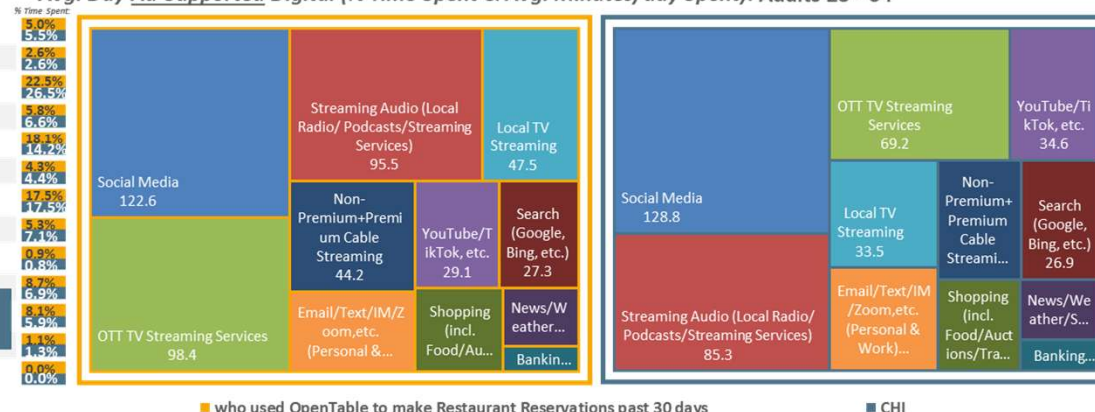 % Time Spent:
5.0%
5.5%
2.6%
2.6%
22.5%
26.5%
5.8%
6.6%
18.1%
14.2%
4.3%
4.4%
17.5%
17.5%
5.3%
7.1%
0.9%
0.8%
8.7%
6.9%
8.1%
5.9%
1.1%
1.3%
0.0%
0.0%
Social Media
122.6
OTT TV Streaming Services
98.4
Streaming Audio (Local
Radio/ Podcasts/Streaming
Services)
95.5
Local TV
Streaming
47.5
Non-
Premium+Premi
um Cable
Streaming
44.2
YouTube/T
ikTok, etc.
29.1
Search
(Google,
Bing, etc.)
27.3
Email/Text/IM/Z
oom,etc.
(Personal &...
Shopping
(incl.
Food/Au...
News/W
eather...
Bankin...
Social Media
128.8
Streaming Audio (Local Radio/
Podcasts/Streaming Services)
85.3
OTT TV Streaming
Services
69.2
YouTube/Ti
kTok, etc.
34.6
Local TV
Streaming
33.5
Non-
Premium+
Premium
Cable
Streami...
Search
(Google,
Bing, etc.)
26.9
Email/Text/IM
/Zoom,etc.
(Personal &
Work)...
Shopping
(incl.
Food/Auct
ions/Tra...
News/We
ather/S...
Banking...
who used OpenTable to make Restaurant Reservations past 30 days
CHI